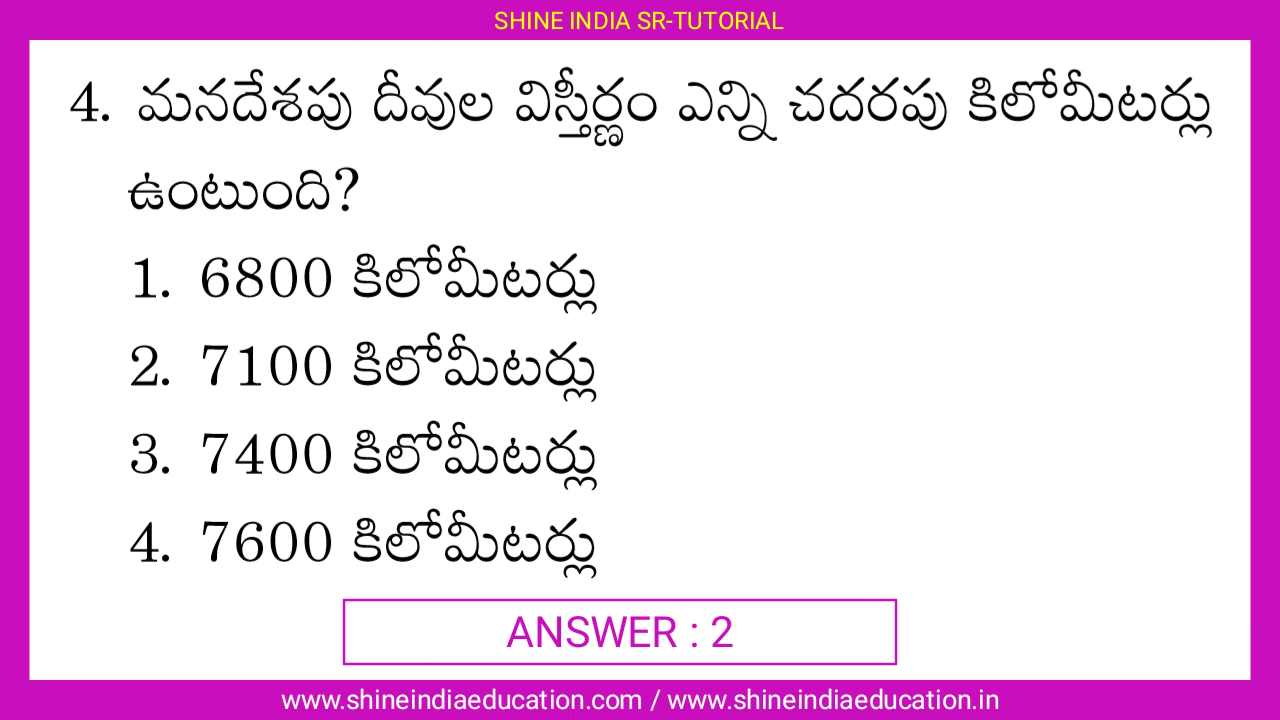 SHINE INDIA SR-TUTORIAL
4. మనదేశపు దీవుల విస్తీర్ణం ఎన్ని చదరపు కిలోమీటర్లు
ఉంటుంది?
1. 6800 కిలోమీటర్లు
2. 7100 కిలోమీటర్లు
3. 7400 కిలోమీటర్లు
4. 7600 కిలోమీటర్లు
ANSWER : 2
www.shineindiaeducation.com / www.shineindiaeducation.in